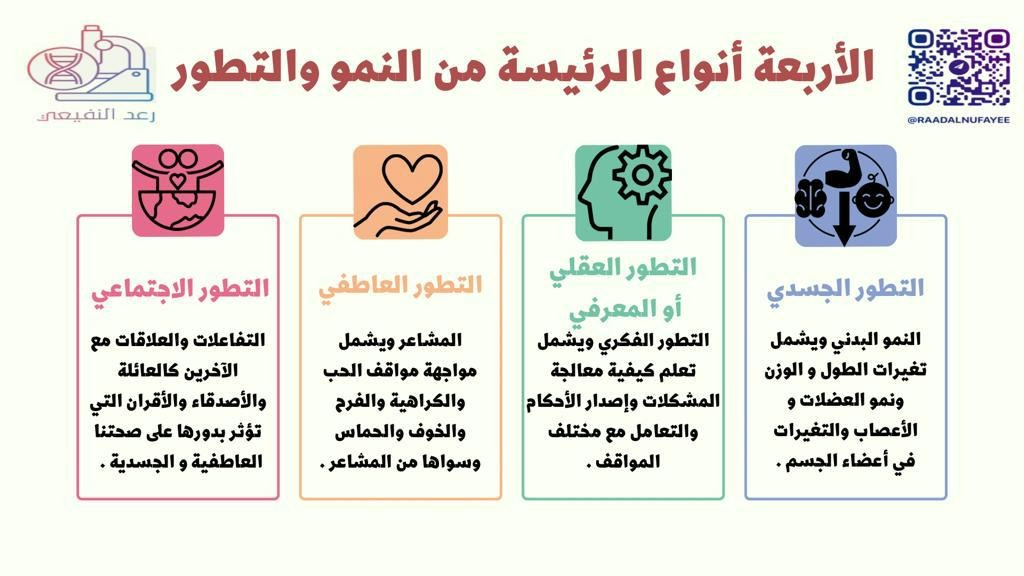 الأربعة أنواع الرئيسة من النمو والتطور
@RAADALNUFAYEE
رعد النفيعي
التطور الجسدي
النمو البدني ويشمل
تغيرات الطول و الوزن
ونمو العضلات و
الأعصاب والتغيرات
في أعضاء الجسم .
التطور العقلي
أو المعرفي
التطور الفكري ويشمل
تعلم كيفية معالجة
المشكلات وإصدار الأحكام
والتعامل مع مختلف
المواقف .
التطور العاطفي
المشاعر ويشمل
مواجهة مواقف الحب
والكراهية والفرح
والخوف والحماس
وسواها من المشاعر .
التطور الاجتماعي
التفاعلات والعلاقات مع
الآخرين كالعائلة
والأصدقاء والأقران التي
تؤثر بدورها على صحتنا
العاطفية و الجسدية .